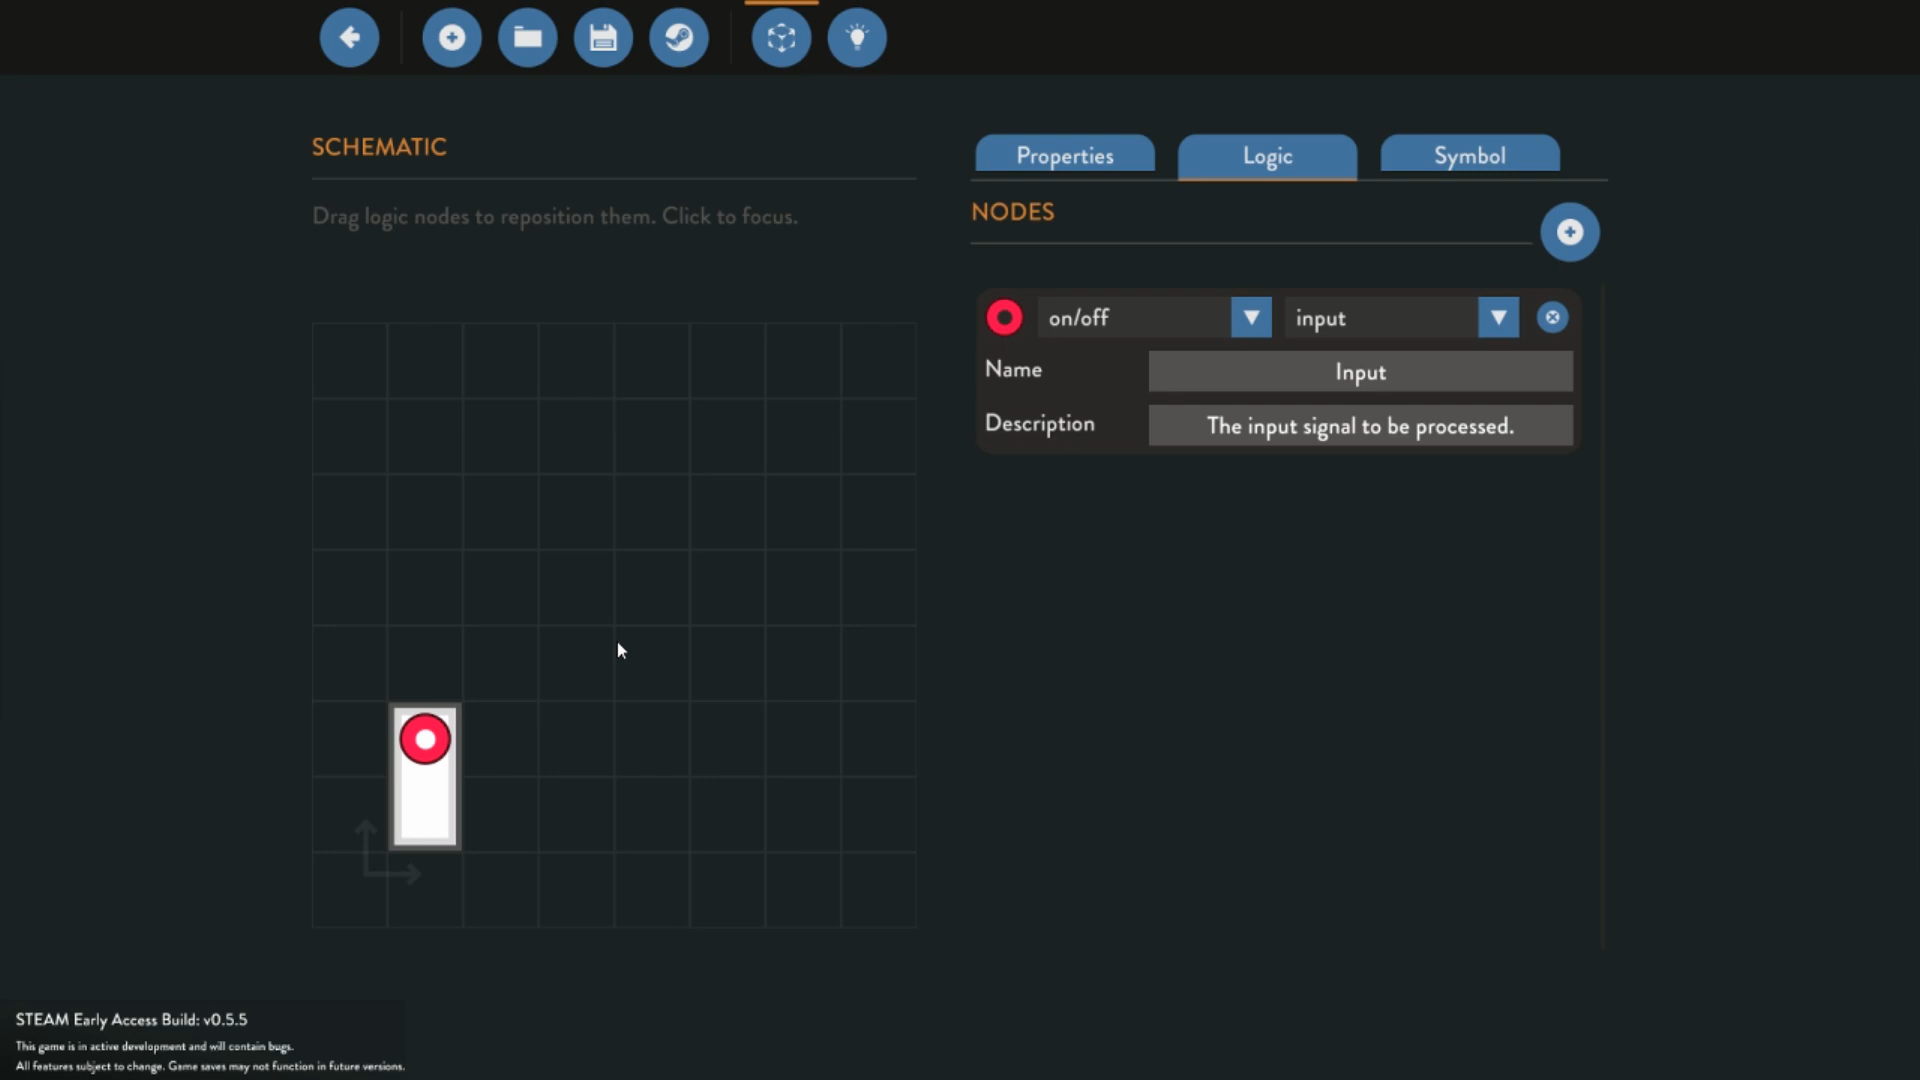 SCHEMATIC
Drag logic nodes to reposition them. Click to focus.
Properties
Logic
Symbol
NODES
on/off
input
Name
Input
Description
The input signal to be processed.
STEAM Early Access Build: v0.5.5
This game is in active development and will contain bugs.
All features subject to change. Game saves may not function in future versions.